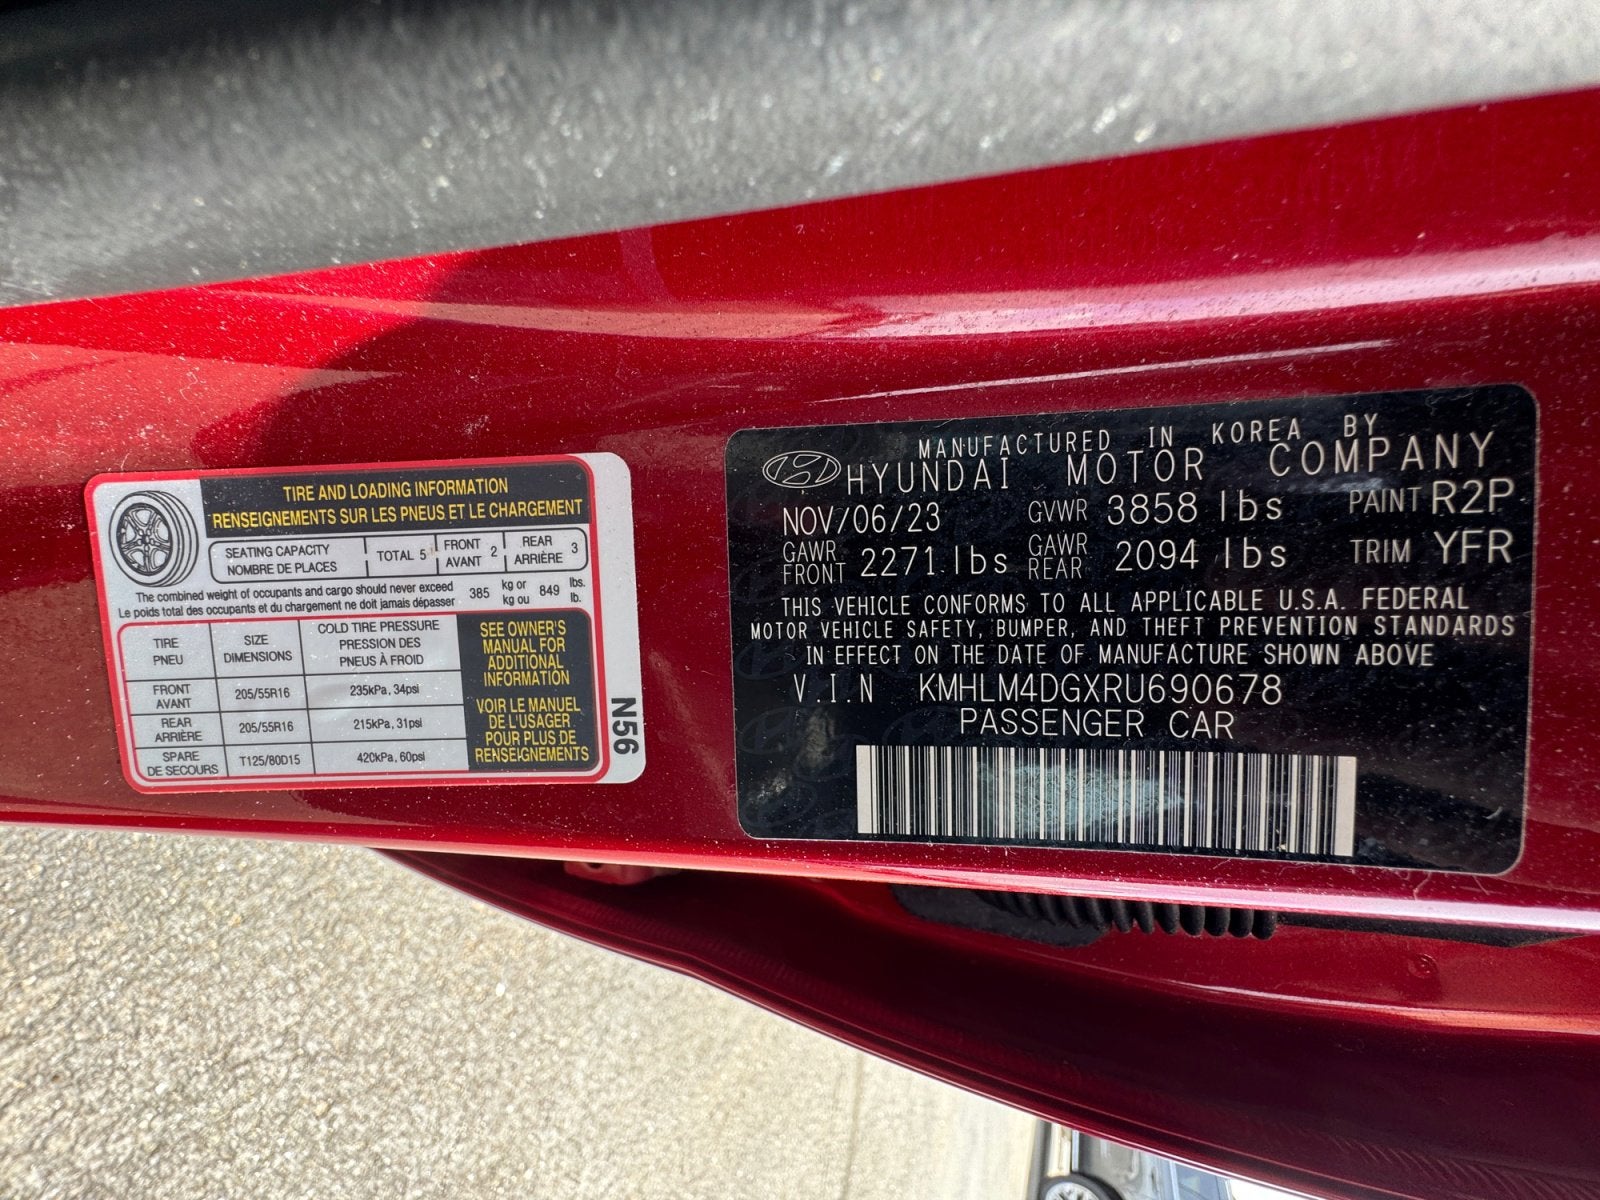 TIRE AND LOADING INFORMATION
RENSEIGNEMENTS SUR LES PNEUS ET LE CHARGEMENT
SEATING CAPACITY
NOMBRE DE PLACES
TOTAL 5
FRONT
AVANT 2
REAR
ARRIÈRE 3
The combined weight of occupants and cargo should never exceed
Le poids total des occupants et du chargement ne doit jamais dépasser
385
kg or
kg ou
849
lbs.
lb.
TIRE
PNEU
SIZE
DIMENSIONS
COLD TIRE PRESSURE
PRESSION DES
PNEUS À FROID
FRONT
AVANT
205/55R16
235kPa, 34psi
REAR
ARRIÈRE
205/55R16
215kPa, 31psi
SPARE
DE SECOURS
T125/80D15
420kPa, 60psi
SEE OWNER'S
MANUAL FOR
ADDITIONAL
INFORMATION
VOIR LE MANUEL
DE L'USAGER
POUR PLUS DE
RENSEIGNEMENTS
N56
MANUFACTURED IN KOREA BY
HYUNDAI MOTOR COMPANY
NOV/06/23 GVWR 3858 lbs PAINT R2P
GAWR
FRONT 2271 lbs
GAWR
REAR 2094 lbs TRIM YFR
THIS VEHICLE CONFORMS TO ALL APPLICABLE U.S.A. FEDERAL
MOTOR VEHICLE SAFETY, BUMPER, AND THEFT PREVENTION STANDARDS
IN EFFECT ON THE DATE OF MANUFACTURE SHOWN ABOVE
V.I.N KMHLM4DGXRU690678
PASSENGER CAR